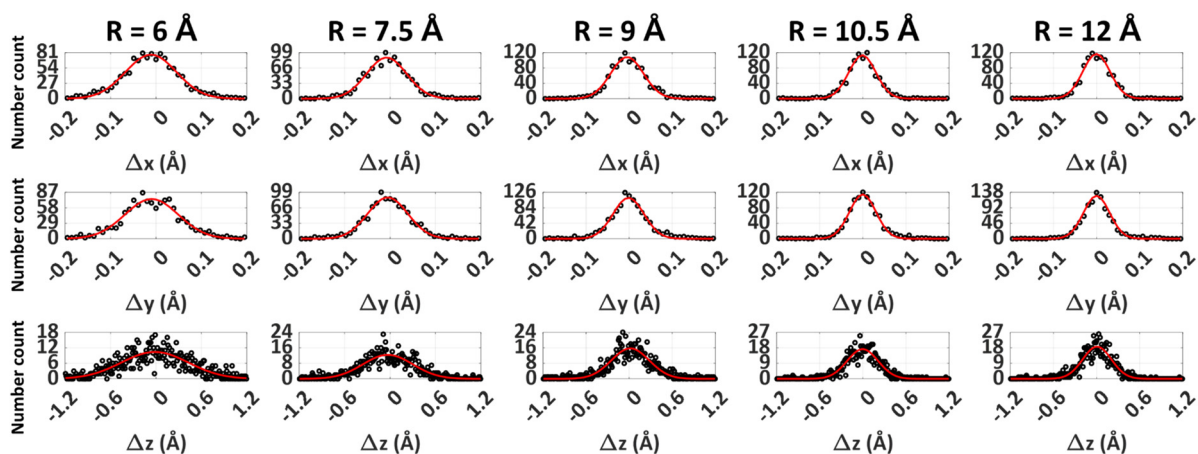 R = 6 Å R = 7.5 Å R = 9 Å R = 10.5 Å R = 12 Å
Number count
81 54 27 0 99 66 33 0 120 80 40 0 120 80 40 0 120 80 40 0
-0.2 -0.1 0 0.1 0.2 -0.2 -0.1 0 0.1 0.2 -0.2 -0.1 0 0.1 0.2 -0.2 -0.1 0 0.1 0.2 -0.2 -0.1 0 0.1 0.2
Δx (Å) Δx (Å) Δx (Å) Δx (Å) Δx (Å)
Number count
87 58 29 0 99 66 33 0 126 84 42 0 120 80 40 0 138 92 46 0
-0.2 -0.1 0 0.1 0.2 -0.2 -0.1 0 0.1 0.2 -0.2 -0.1 0 0.1 0.2 -0.2 -0.1 0 0.1 0.2 -0.2 -0.1 0 0.1 0.2
Δy (Å) Δy (Å) Δy (Å) Δy (Å) Δy (Å)
Number count
18 12 6 0 24 16 8 0 24 16 8 0 27 18 9 0 27 18 9 0
-1.2 -0.6 0 0.6 1.2 -1.2 -0.6 0 0.6 1.2 -1.2 -0.6 0 0.6 1.2 -1.2 -0.6 0 0.6 1.2 -1.2 -0.6 0 0.6 1.2
Δz (Å) Δz (Å) Δz (Å) Δz (Å) Δz (Å)